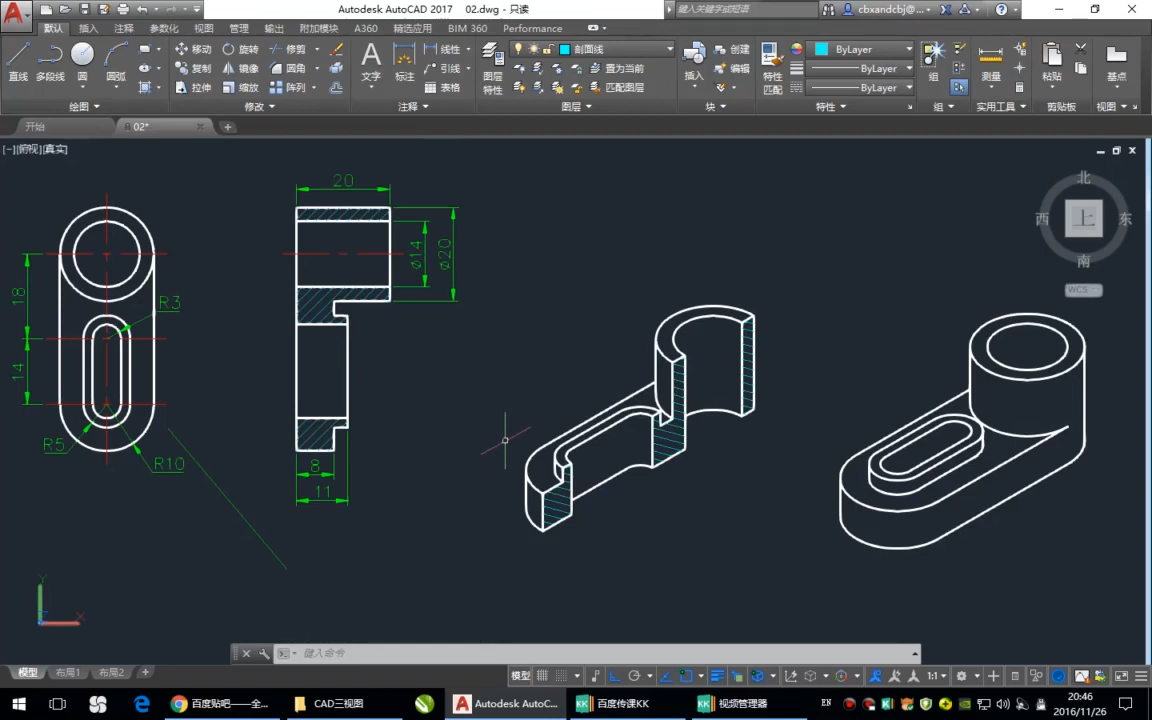 Autodesk AutoCAD 2017 02.dwg - 只读
键入关键字或短语
cbxandcbj@...
默认 插入 注释 参数化 视图 管理 输出 附加模块 A360 精选应用 BIM 360 Performance
直线 多段线 圆 圆弧
移动 旋转 修剪
复制 镜像 圆角
拉伸 缩放 阵列
文字 标注
线性
引线
表格
图层特性
剖面线
置为当前
匹配图层
插入
创建
编辑
特性匹配
ByLayer
ByLayer
ByLayer
组 测量 粘贴 基点
绘图 修改 注释 图层 块 特性 组 实用工具 剪贴板 视图
开始 02*
[-][俯视][真实]
北
西 上 东
南
WCS
20
ϕ14
ϕ20
18
R3
14
R5
R10
8
11
Y
X
键入命令
模型 布局1 布局2
模型
1:1
百度贴吧——全...
CAD三视图
Autodesk AutoC...
百度传课KK
视频管理器
EN
20:46
2016/11/26